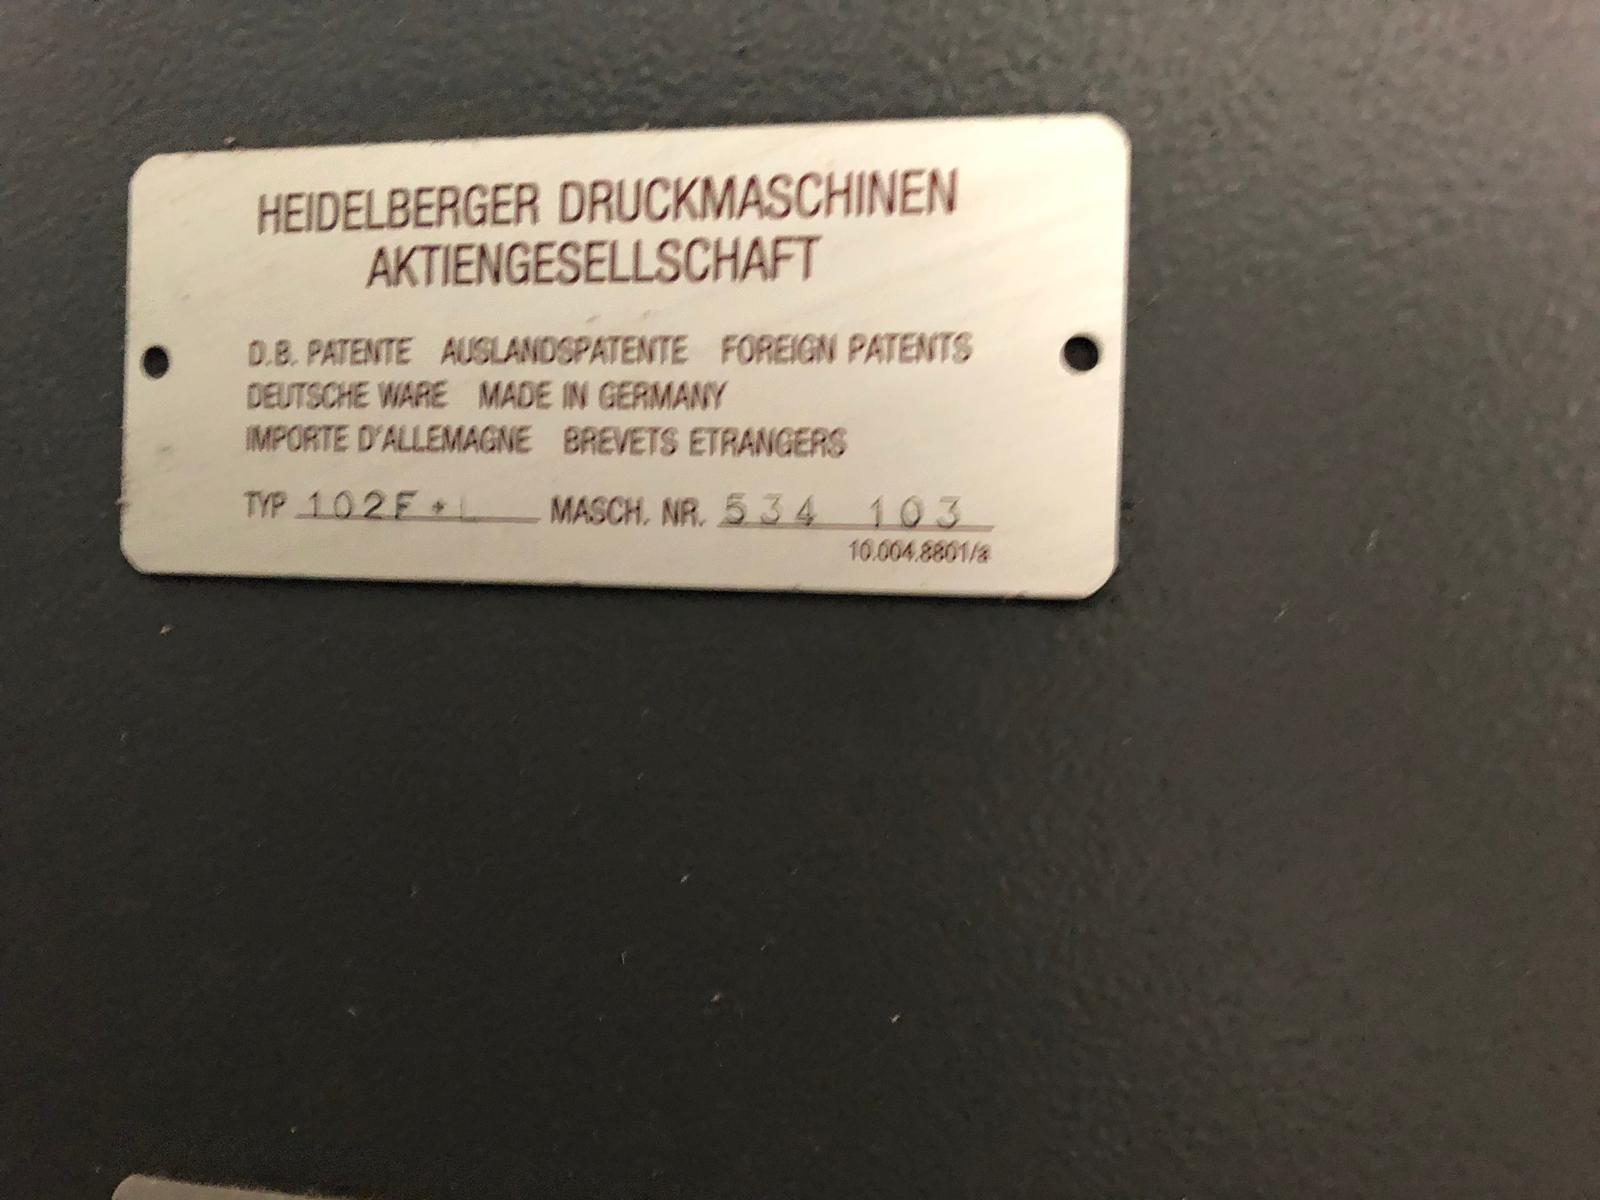 HEIDELBERGER DRUCKMASCHINEN
AKTIENGESELLSCHAFT
D.B. PATENTE AUSLANDSPATENTE FOREIGN PATENTS
DEUTSCHE WARE MADE IN GERMANY
IMPORTE D'ALLEMAGNE BREVETS ETRANGERS
TYP 102F+L MASCH. NR. 534 103
10.004.8801/a